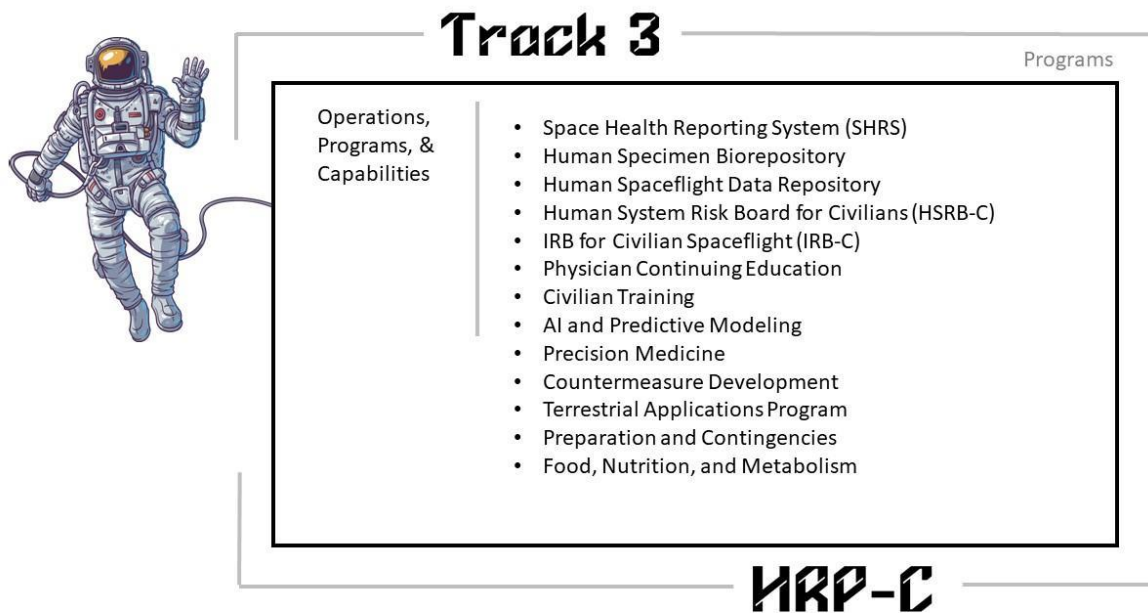 Track 3
Programs
Operations,
Programs, &
Capabilities
• Space Health Reporting System (SHRS)
• Human Specimen Biorepository
• Human Spaceflight Data Repository
• Human System Risk Board for Civilians (HSRB-C)
• IRB for Civilian Spaceflight (IRB-C)
• Physician Continuing Education
• Civilian Training
• AI and Predictive Modeling
• Precision Medicine
• Countermeasure Development
• Terrestrial Applications Program
• Preparation and Contingencies
• Food, Nutrition, and Metabolism
HRP-C